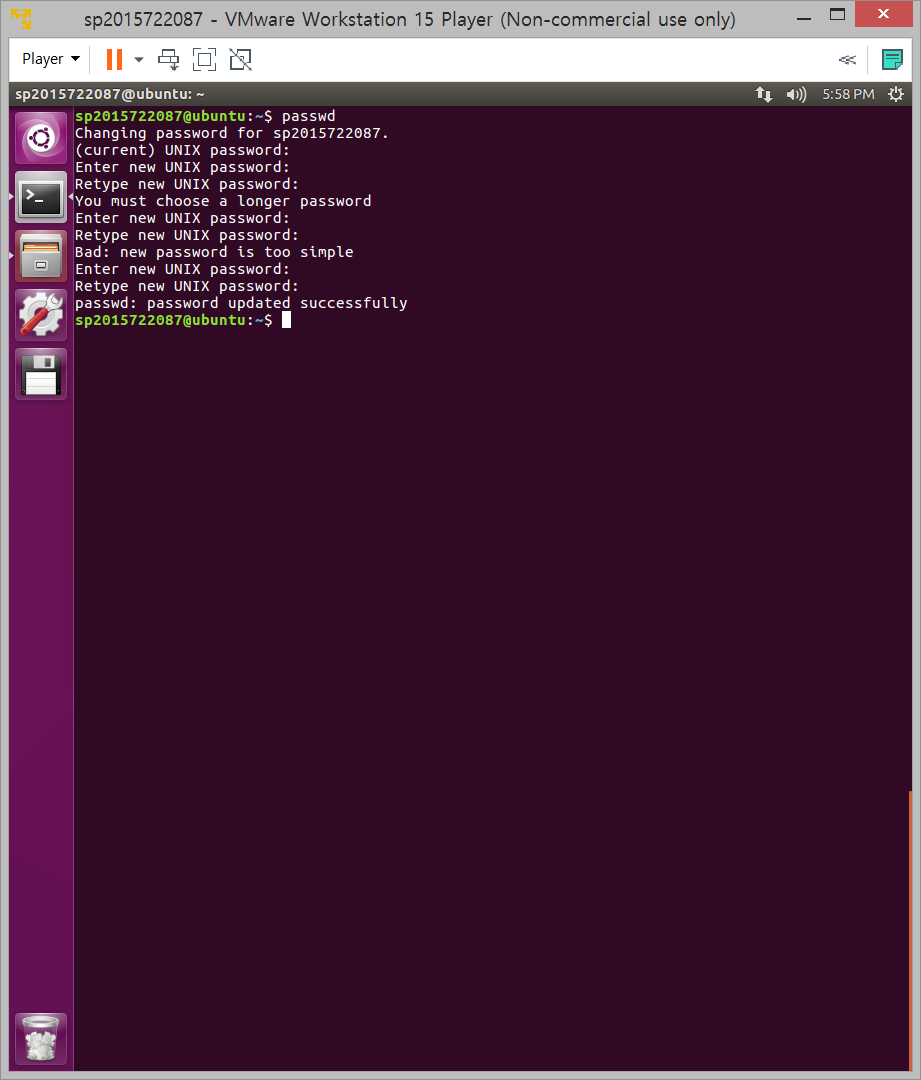 sp2015722087 - VMware Workstation 15 Player (Non-commercial use only)
Player
sp2015722087@ubuntu: ~
5:58 PM
sp2015722087@ubuntu:~$ passwd
Changing password for sp2015722087.
(current) UNIX password:
Enter new UNIX password:
Retype new UNIX password:
You must choose a longer password
Enter new UNIX password:
Retype new UNIX password:
Bad: new password is too simple
Enter new UNIX password:
Retype new UNIX password:
passwd: password updated successfully
sp2015722087@ubuntu:~$